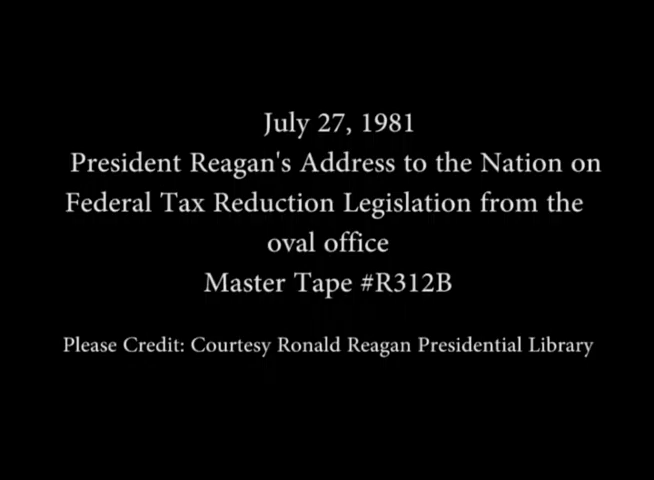 July 27, 1981
President Reagan's Address to the Nation on
Federal Tax Reduction Legislation from the
oval office
Master Tape #R312B
Please Credit: Courtesy Ronald Reagan Presidential Library